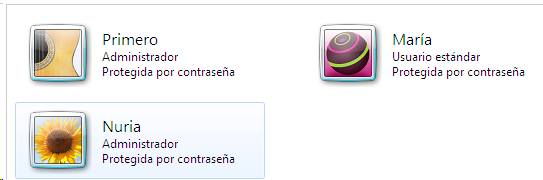 Primero
Administrador
Protegida por contraseña
María
Usuario estándar
Protegida por contraseña
Nuria
Administrador
Protegida por contraseña